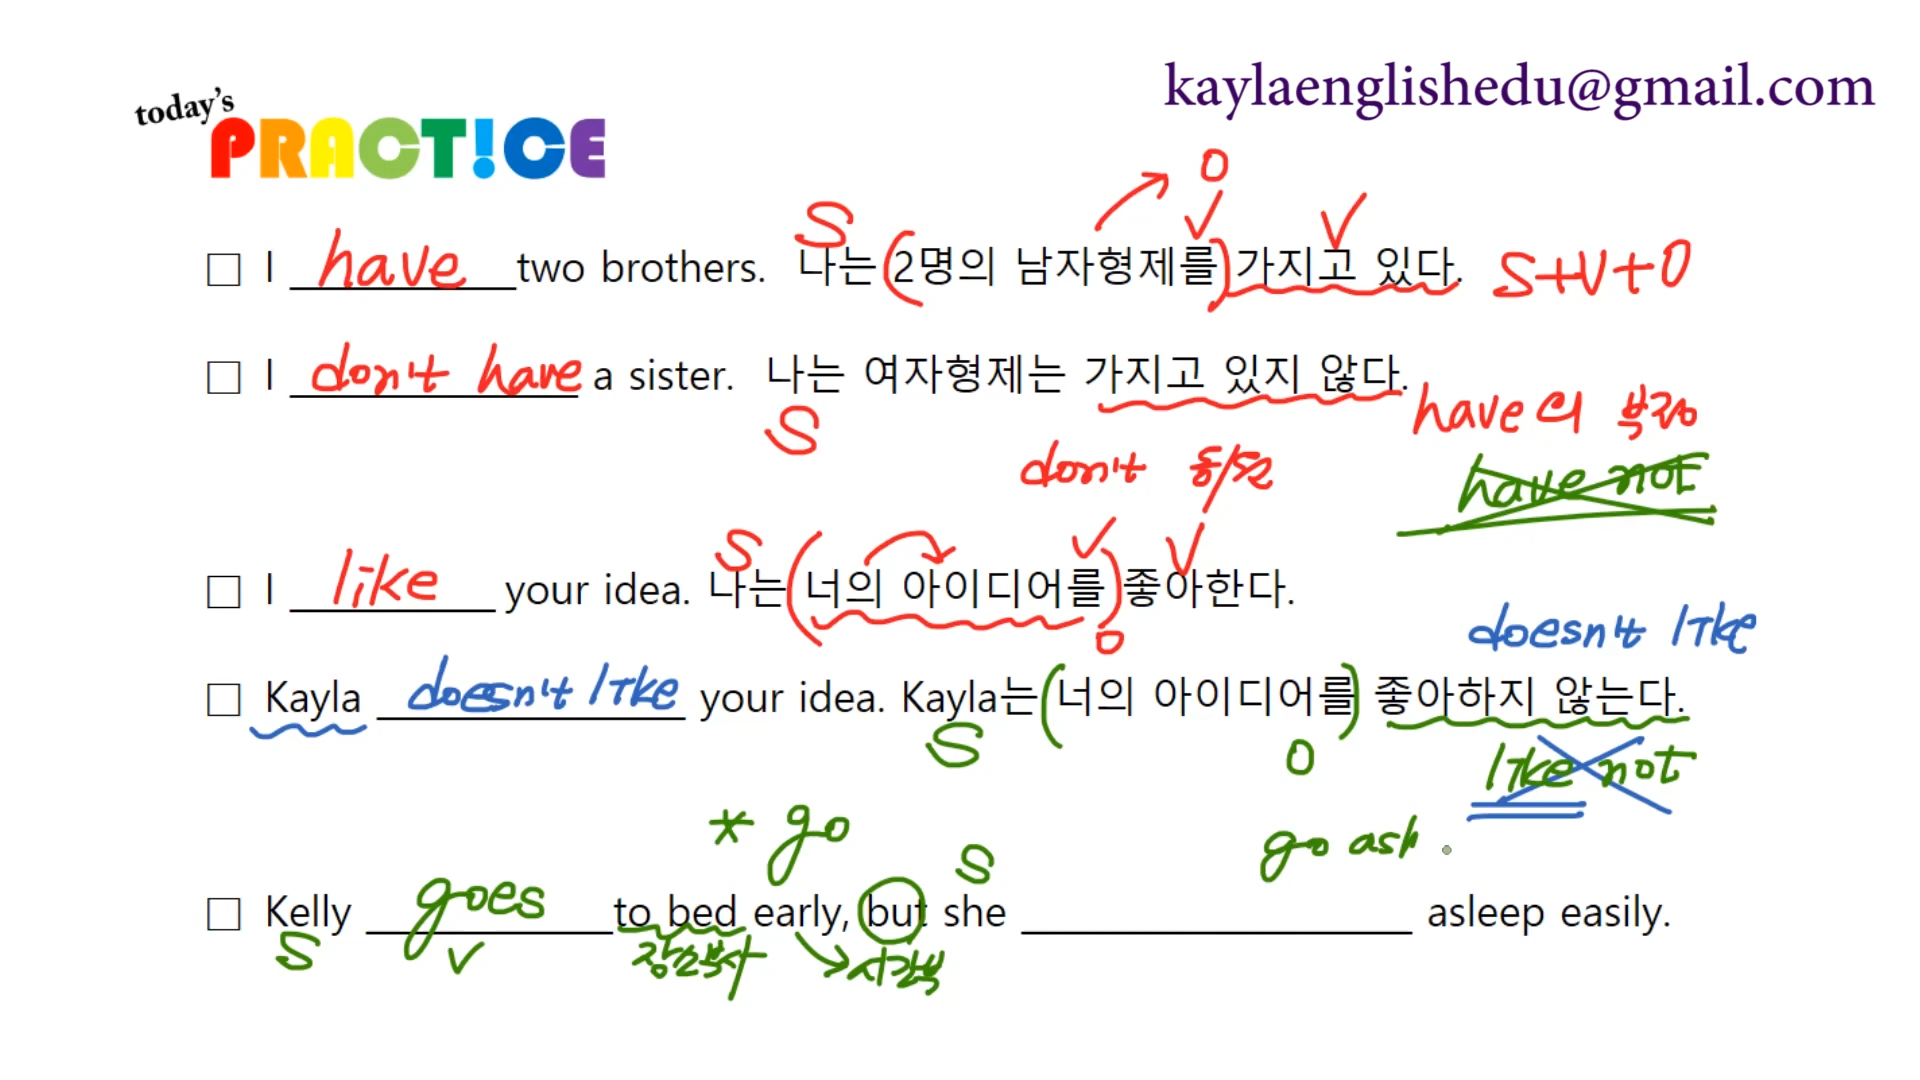 kaylaenglishedu@gmail.com
today's
PRACT!CE
O
S
□ I have two brothers. 나는 (2명의 남자형제를) 가지고 있다. S+V+O
□ I don't have a sister. 나는 여자형제는 가지고 있지 않다.
S
have의 부정
don't 동/원
have not
S
□ I like your idea. 나는 (너의 아이디어를) 좋아한다.
O
doesn't like
□ Kayla doesn't like your idea. Kayla는 (너의 아이디어를) 좋아하지 않는다.
S
O
like not
* go
S
go
□ Kelly goes to bed early, but she ____ asleep easily.
S V 장소부사 시간부